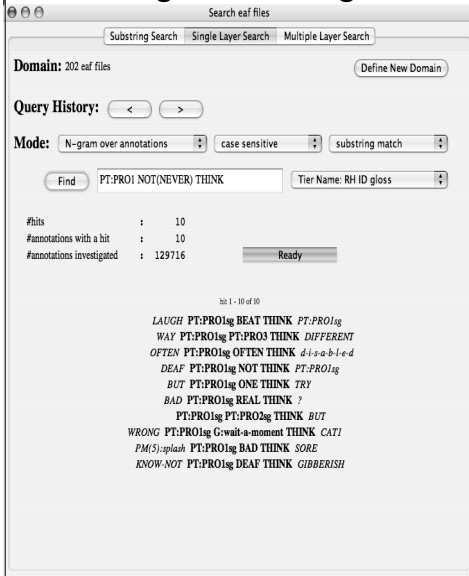 Search eaf files
Substring Search Single Layer Search Multiple Layer Search
Domain: 202 eaf files Define New Domain
Query History: < >
Mode: N-gram over annotations case sensitive substring match
Find PT:PRO1 NOT(NEVER) THINK Tier Name: RH ID gloss
#hits : 10
#annotations with a hit : 10
#annotations investigated : 129716 Ready
hit 1 - 10 of 10
LAUGH PT:PRO1sg BEAT THINK PT:PRO1sg
WAY PT:PRO1sg PT:PRO3 THINK DIFFERENT
OFTEN PT:PRO1sg OFTEN THINK d-i-s-a-b-l-e-d
DEAF PT:PRO1sg NOT THINK PT:PRO1sg
BUT PT:PRO1sg ONE THINK TRY
BAD PT:PRO1sg REAL THINK ?
PT:PRO1sg PT:PRO2sg THINK BUT
WRONG PT:PRO1sg G:wait-a-moment THINK CAT1
PM(5):splash PT:PRO1sg BAD THINK SORE
KNOW-NOT PT:PRO1sg DEAF THINK GIBBERISH